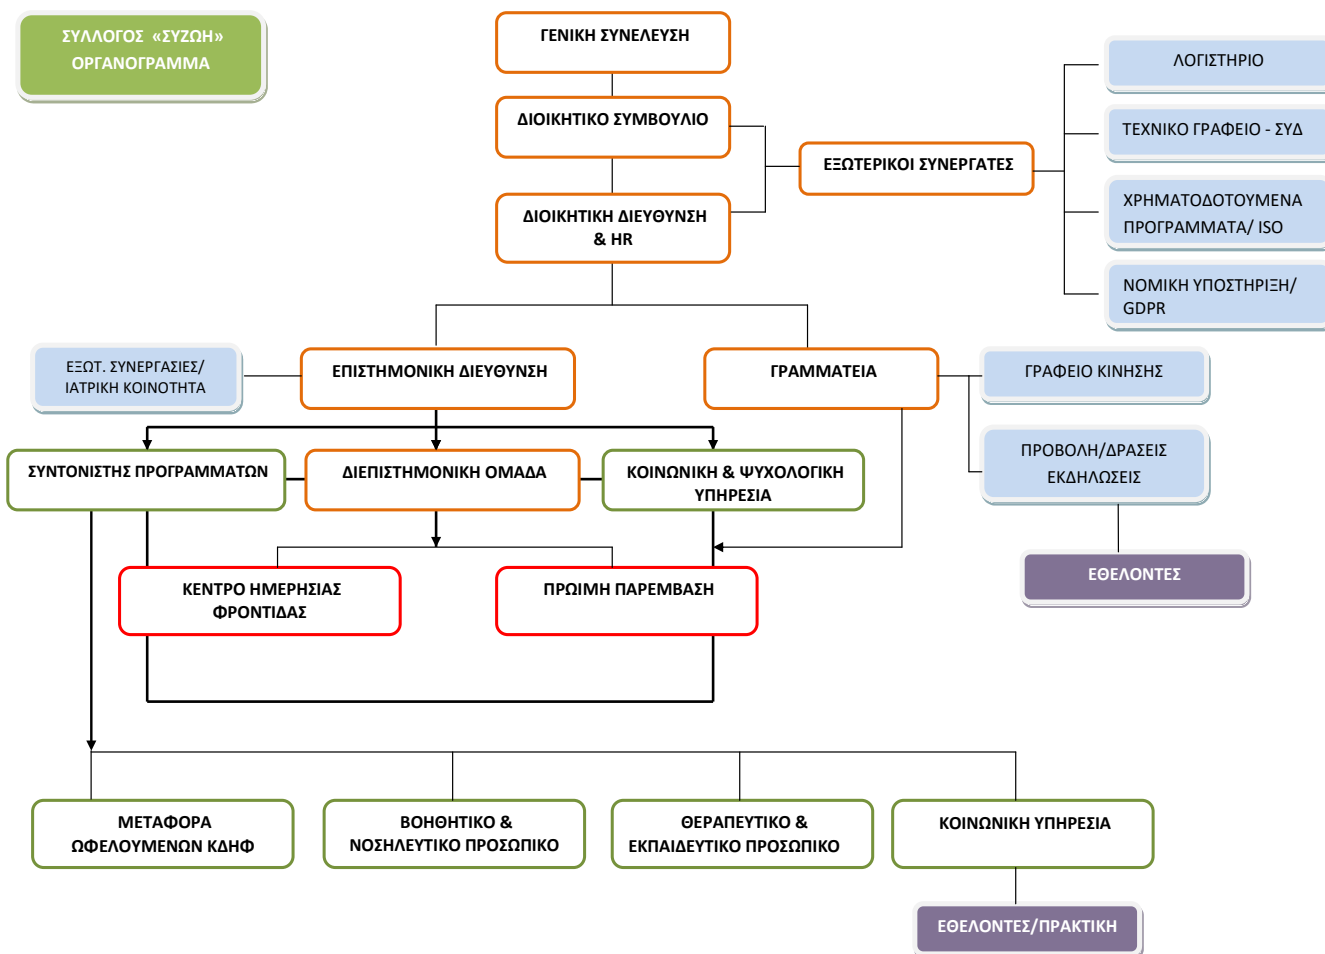 ΣΥΛΛΟΓΟΣ «ΣΥΖΩΗ»
ΟΡΓΑΝΟΓΡΑΜΜΑ
ΓΕΝΙΚΗ ΣΥΝΕΛΕΥΣΗ
ΛΟΓΙΣΤΗΡΙΟ
ΔΙΟΙΚΗΤΙΚΟ ΣΥΜΒΟΥΛΙΟ
ΤΕΧΝΙΚΟ ΓΡΑΦΕΙΟ - ΣΥΔ
ΕΞΩΤΕΡΙΚΟΙ ΣΥΝΕΡΓΑΤΕΣ
ΧΡΗΜΑΤΟΔΟΤΟΥΜΕΝΑ
ΠΡΟΓΡΑΜΜΑΤΑ/ ISO
ΔΙΟΙΚΗΤΙΚΗ ΔΙΕΥΘΥΝΣΗ
& HR
ΝΟΜΙΚΗ ΥΠΟΣΤΗΡΙΞΗ/
GDPR
ΕΞΩΤ. ΣΥΝΕΡΓΑΣΙΕΣ/
ΙΑΤΡΙΚΗ ΚΟΙΝΟΤΗΤΑ
ΕΠΙΣΤΗΜΟΝΙΚΗ ΔΙΕΥΘΥΝΣΗ
ΓΡΑΜΜΑΤΕΙΑ
ΓΡΑΦΕΙΟ ΚΙΝΗΣΗΣ
ΣΥΝΤΟΝΙΣΤΗΣ ΠΡΟΓΡΑΜΜΑΤΩΝ
ΔΙΕΠΙΣΤΗΜΟΝΙΚΗ ΟΜΑΔΑ
ΚΟΙΝΩΝΙΚΗ & ΨΥΧΟΛΟΓΙΚΗ
ΥΠΗΡΕΣΙΑ
ΠΡΟΒΟΛΗ/ΔΡΑΣΕΙΣ
ΕΚΔΗΛΩΣΕΙΣ
ΚΕΝΤΡΟ ΗΜΕΡΗΣΙΑΣ
ΦΡΟΝΤΙΔΑΣ
ΠΡΩΙΜΗ ΠΑΡΕΜΒΑΣΗ
ΕΘΕΛΟΝΤΕΣ
ΜΕΤΑΦΟΡΑ
ΩΦΕΛΟΥΜΕΝΩΝ ΚΔΗΦ
ΒΟΗΘΗΤΙΚΟ &
ΝΟΣΗΛΕΥΤΙΚΟ ΠΡΟΣΩΠΙΚΟ
ΘΕΡΑΠΕΥΤΙΚΟ &
ΕΚΠΑΙΔΕΥΤΙΚΟ ΠΡΟΣΩΠΙΚΟ
ΚΟΙΝΩΝΙΚΗ ΥΠΗΡΕΣΙΑ
ΕΘΕΛΟΝΤΕΣ/ΠΡΑΚΤΙΚΗ